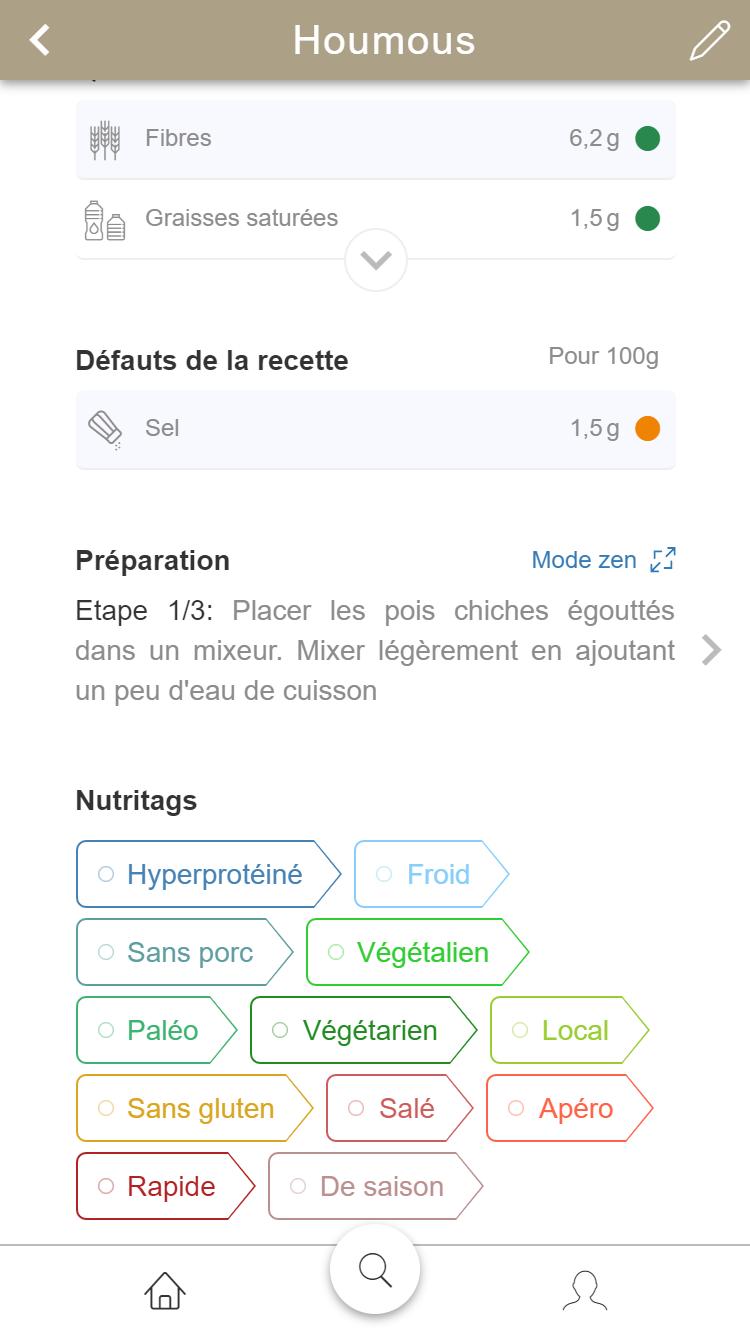 Houmous
Fibres 6,2 g
Graisses saturées 1,5 g
Défauts de la recette Pour 100g
Sel 1,5 g
Préparation Mode zen
Etape 1/3: Placer les pois chiches égouttés
dans un mixeur. Mixer légèrement en ajoutant
un peu d'eau de cuisson
Nutritags
Hyperprotéiné Froid
Sans porc Végétalien
Paléo Végétarien Local
Sans gluten Salé Apéro
Rapide De saison